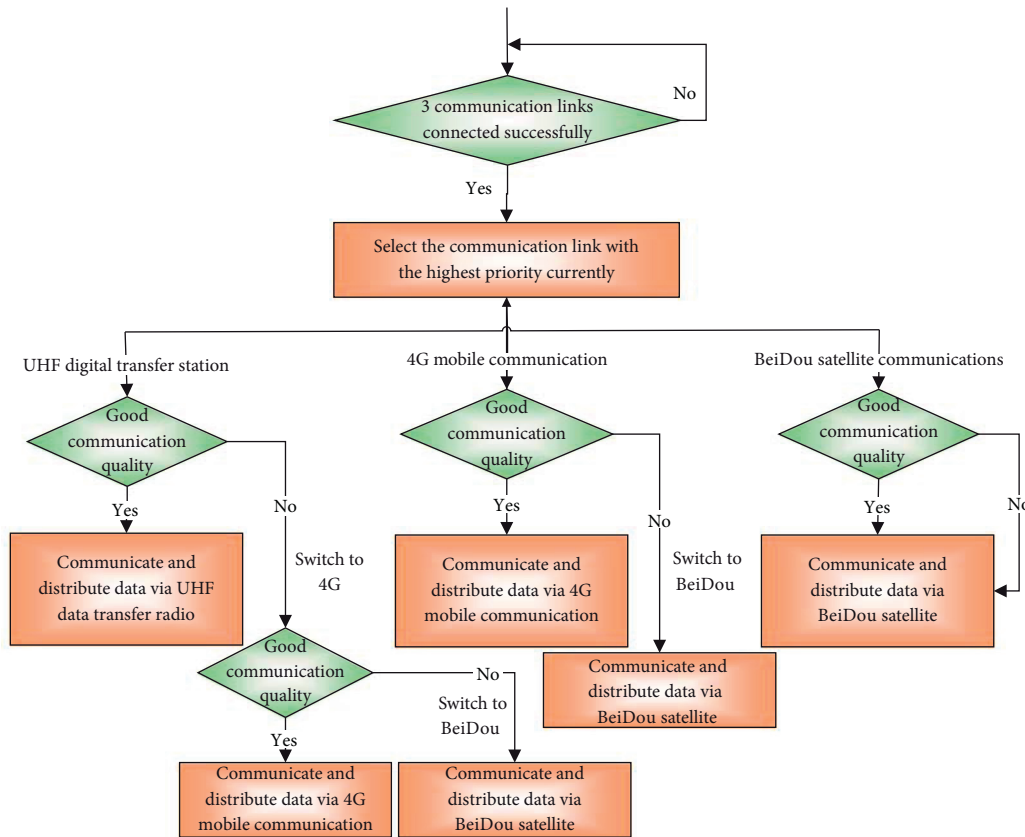 3 communication links
connected successfully
No
Yes
Select the communication link with
the highest priority currently
UHF digital transfer station
4G mobile communication
BeiDou satellite communications
Good
communication
quality
Good
communication
quality
Good
communication
quality
Yes
No
Yes
No
Yes
No
Communicate and
distribute data via UHF
data transfer radio
Switch to
4G
Communicate and
distribute data via 4G
mobile communication
Switch to
BeiDou
Communicate and
distribute data via
BeiDou satellite
Good
communication
quality
No
Switch to
BeiDou
Communicate and
distribute data via
BeiDou satellite
Yes
Communicate and
distribute data via 4G
mobile communication
Communicate and
distribute data via
BeiDou satellite